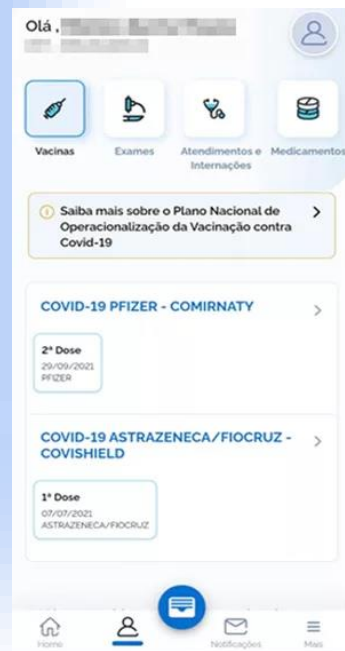 Olá ,
Vacinas
Exames
Atendimentos e
Internações
Medicamentos
Saiba mais sobre o Plano Nacional de
Operacionalização da Vacinação contra
Covid-19
COVID-19 PFIZER - COMIRNATY
2ª Dose
29/09/2021
PFIZER
COVID-19 ASTRAZENECA/FIOCRUZ -
COVISHIELD
1ª Dose
07/07/2021
ASTRAZENECA/FIOCRUZ
Home
Notificações
Mais